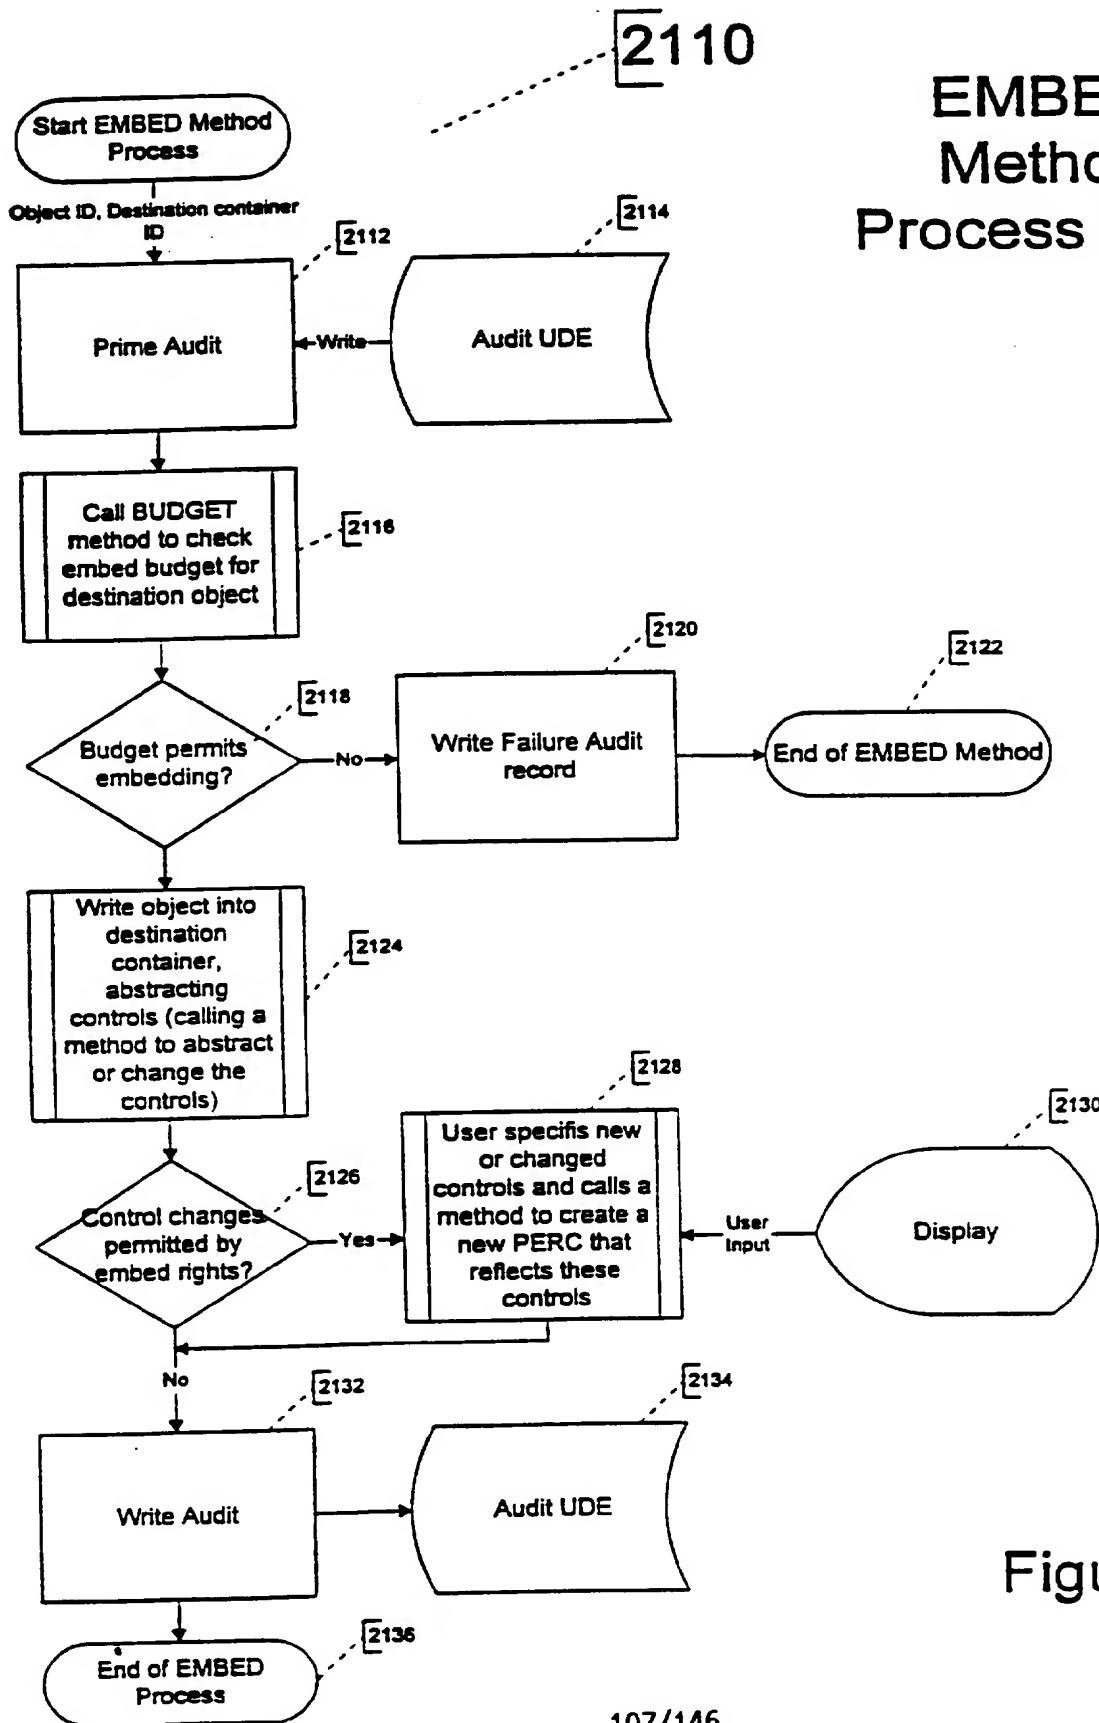 2110
EMBE
Metho
Process
Start EMBED Method
Process
Object ID, Destination container
ID
2112
2114
Prime Audit
Write
Audit UDE
Call BUDGET
method to check
embed budget for
destination object
2116
2118
Budget permits
embedding?
No
2120
Write Failure Audit
record
2122
End of EMBED Method
Write object into
destination
container,
abstracting
controls (calling a
method to abstract
or change the
controls)
2124
2126
Control changes
permitted by
embed rights?
Yes
2128
User specifis new
or changed
controls and calls a
method to create a
new PERC that
reflects these
controls
User
Input
2130
Display
No
2132
Write Audit
2134
Audit UDE
Figu
2136
End of EMBED
Process
107/146